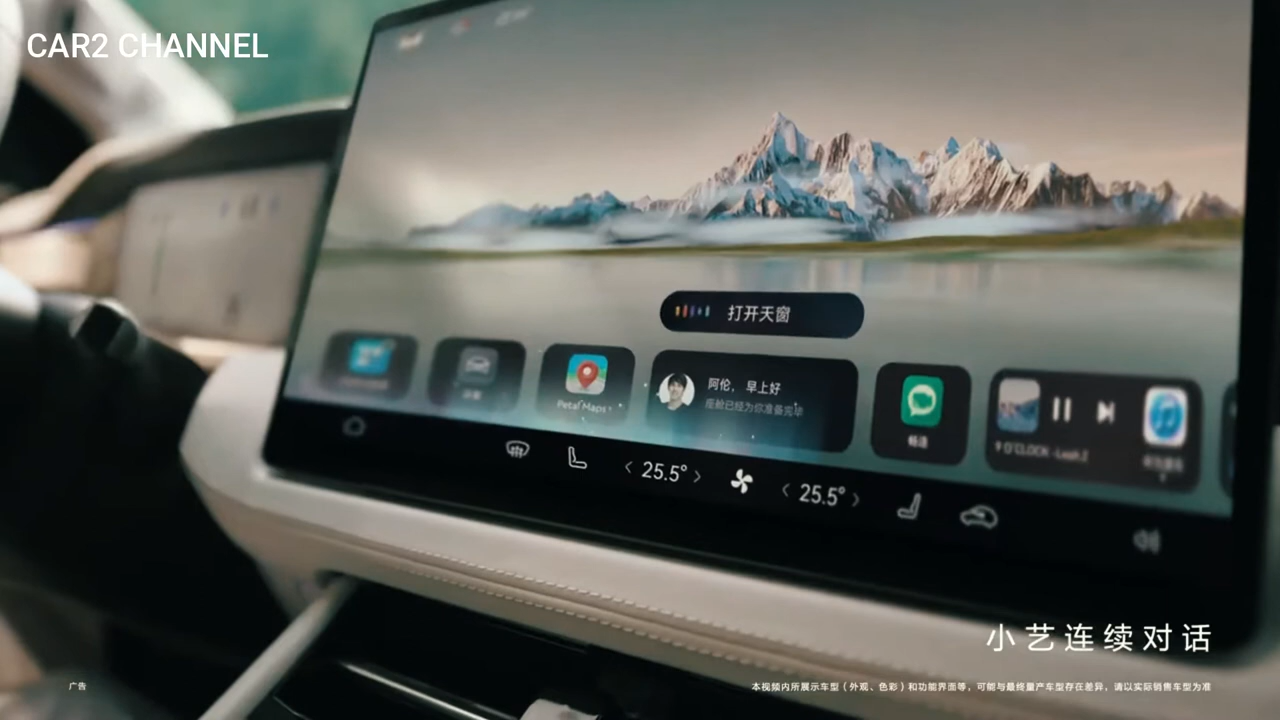 CAR2 CHANNEL
打开天窗
阿伦，早上好
座舱已经为你准备完毕
Petal Maps
畅连
9 O'CLOCK - Leah Z
25.5°
25.5°
小艺连续对话
广告
本视频内所展示车型（外观、色彩）和功能界面等，可能与最终量产车型存在差异，请以实际销售车型为准